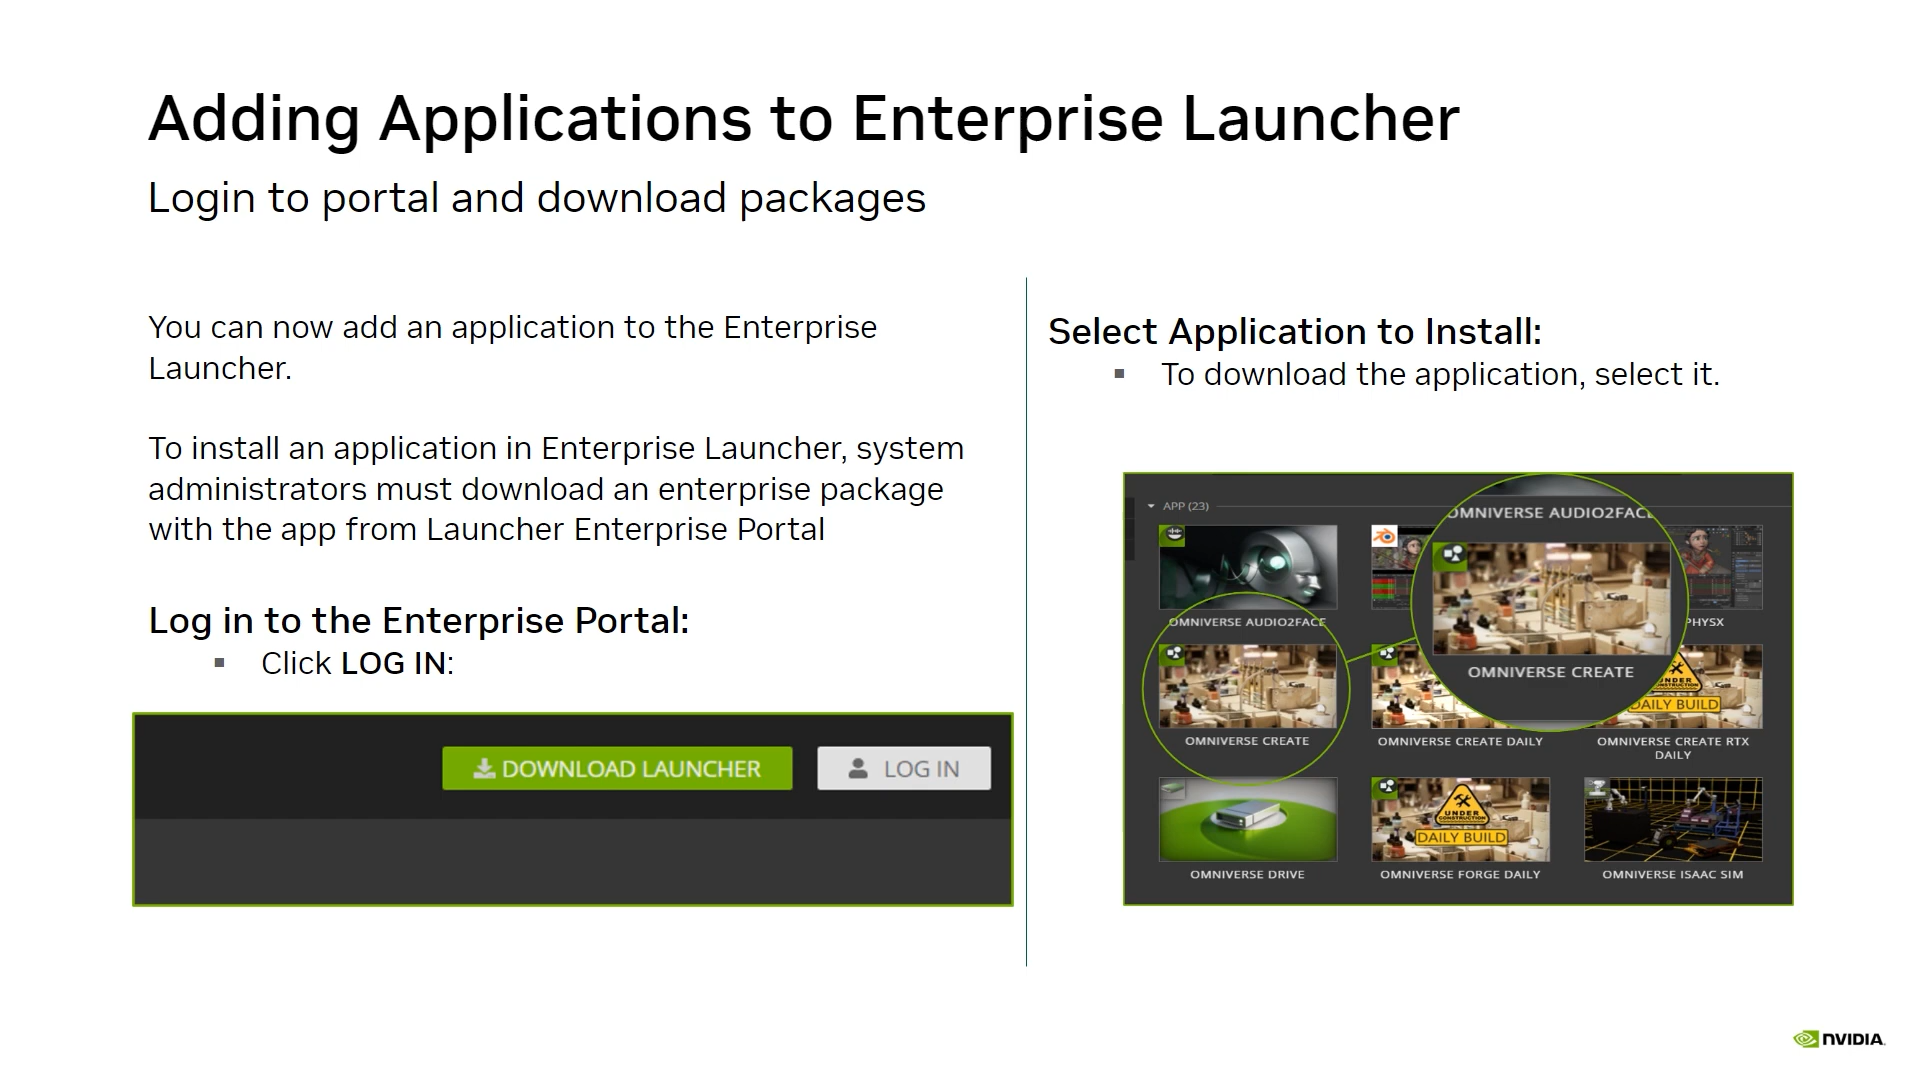 Adding Applications to Enterprise Launcher
Login to portal and download packages
You can now add an application to the Enterprise
Launcher.
To install an application in Enterprise Launcher, system
administrators must download an enterprise package
with the app from Launcher Enterprise Portal
Log in to the Enterprise Portal:
▪ Click LOG IN:
DOWNLOAD LAUNCHER
LOG IN
Select Application to Install:
▪ To download the application, select it.
APP (23)
OMNIVERSE AUDIO2FACE
OMNIVERSE AUDIO2FACE
PHYSX
OMNIVERSE CREATE
UNDER
CONSTRUCTION
DAILY BUILD
OMNIVERSE CREATE
OMNIVERSE CREATE DAILY
OMNIVERSE CREATE RTX
DAILY
UNDER
CONSTRUCTION
DAILY BUILD
OMNIVERSE DRIVE
OMNIVERSE FORGE DAILY
OMNIVERSE ISAAC SIM
NVIDIA